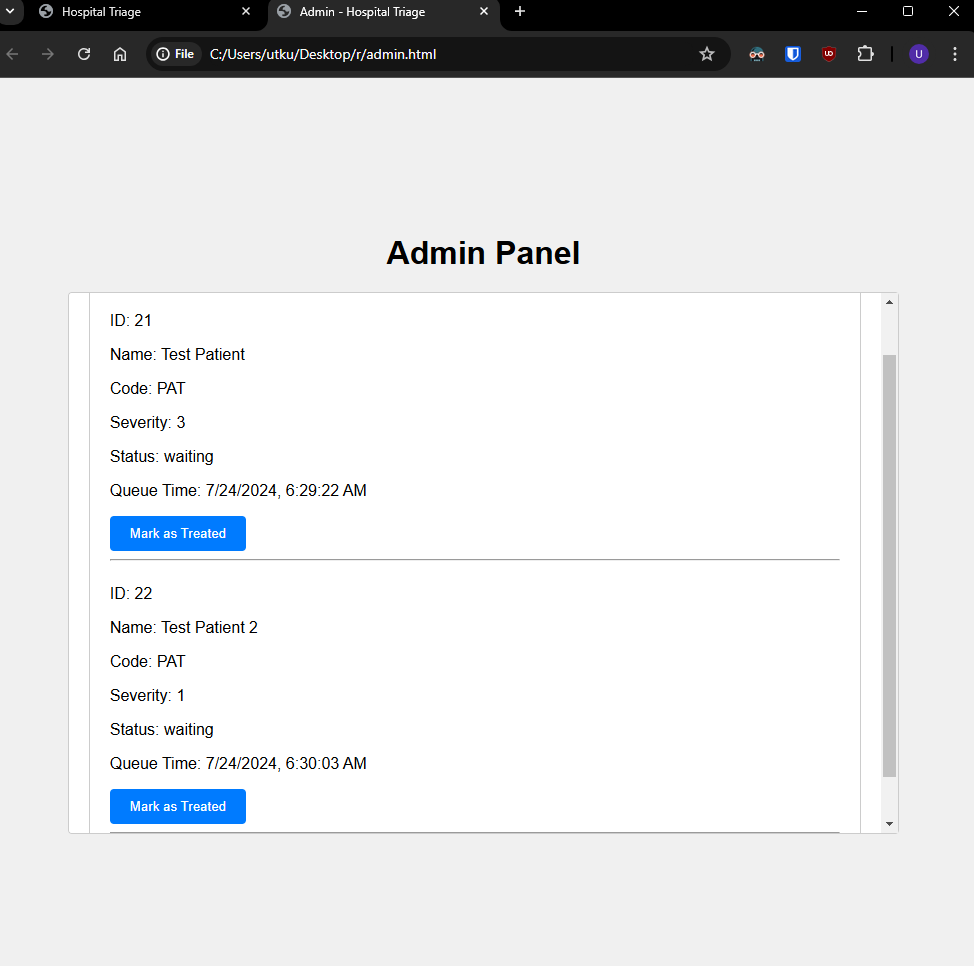 Hospital Triage
Admin - Hospital Triage
File
C:/Users/utku/Desktop/r/admin.html
U
Admin Panel
ID: 21
Name: Test Patient
Code: PAT
Severity: 3
Status: waiting
Queue Time: 7/24/2024, 6:29:22 AM
Mark as Treated
ID: 22
Name: Test Patient 2
Code: PAT
Severity: 1
Status: waiting
Queue Time: 7/24/2024, 6:30:03 AM
Mark as Treated